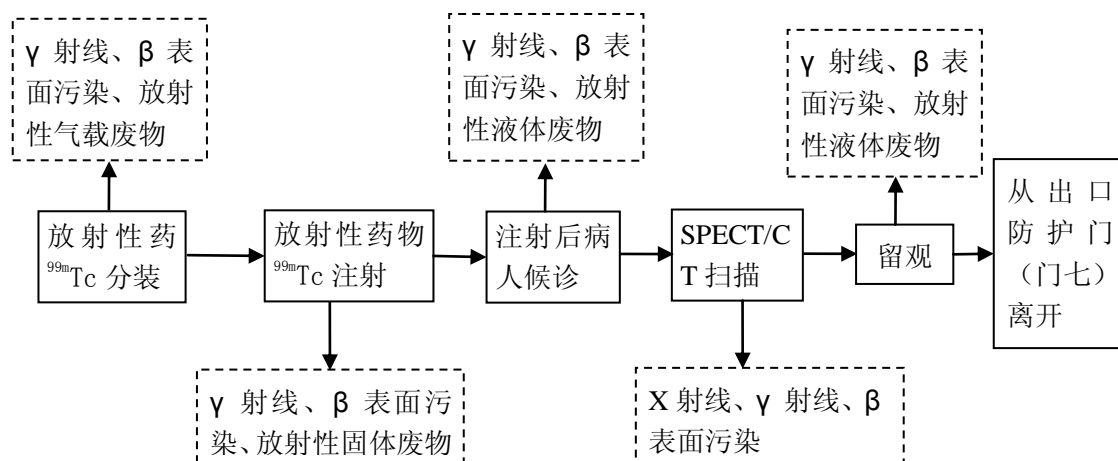 γ 射线、β 表
面污染、放射
性气载废物
γ 射线、β 表
面污染、放射
性液体废物
γ 射线、β 表
面污染、放射
性液体废物
放射性药
⁹⁹ᵐTc 分装
放射性药物
⁹⁹ᵐTc 注射
注射后病
人候诊
SPECT/C
T 扫描
留观
从出口
防护门
（门七）
离开
γ 射线、β 表面污
染、放射性固体废物
X 射线、γ 射线、β
表面污染